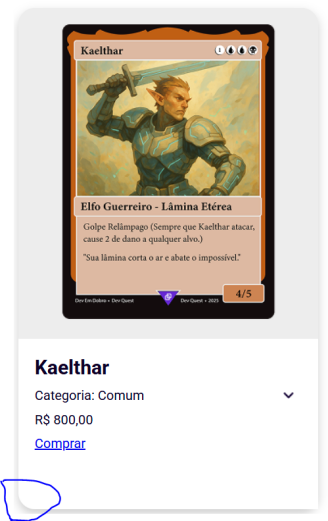 Kaelthar
1
Elfo Guerreiro - Lâmina Etérea
Golpe Relâmpago (Sempre que Kaelthar atacar,
cause 2 de dano a qualquer alvo.)
"Sua lâmina corta o ar e abate o impossível."
4/5
Dev Em Dobro • Dev Quest
Dev Quest • 2025
Kaelthar
Categoria: Comum
R$ 800,00
Comprar